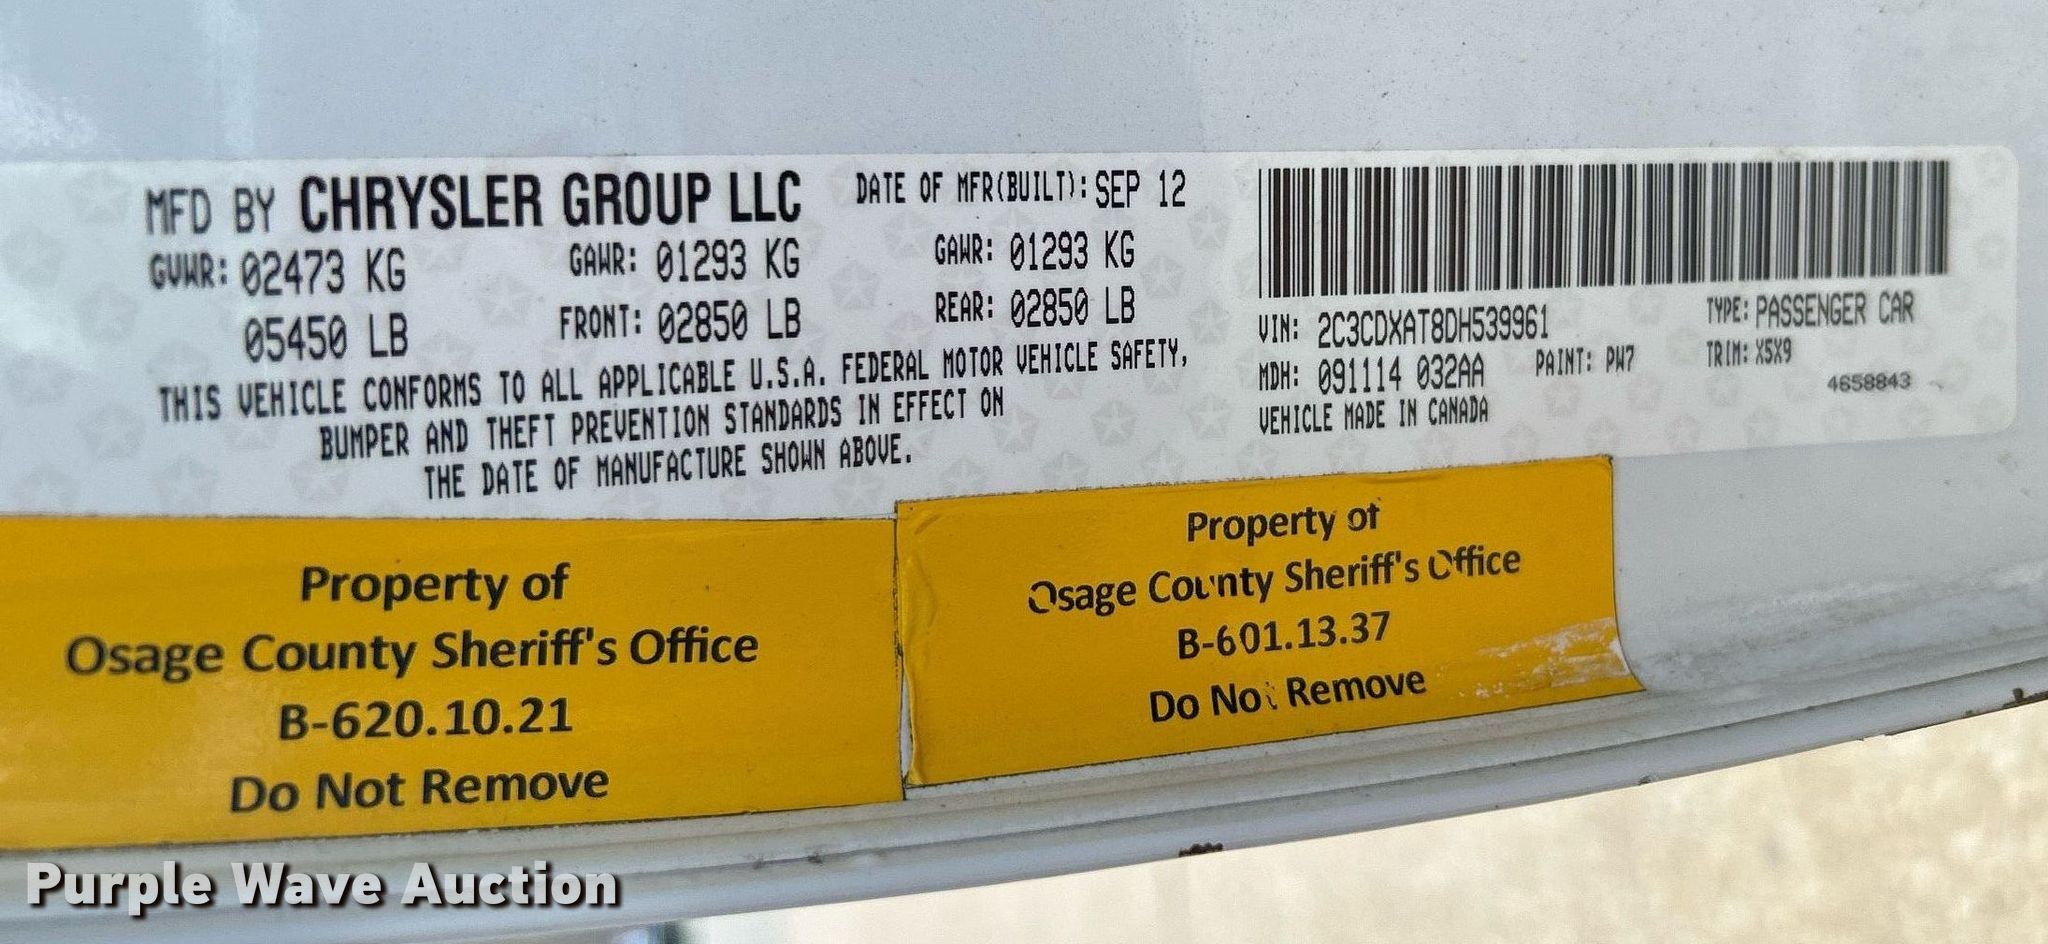 MFD BY CHRYSLER GROUP LLC DATE OF MFR(BUILT): SEP 12
GVWR: 02473 KG GAWR: 01293 KG GAWR: 01293 KG
05450 LB FRONT: 02850 LB REAR: 02850 LB
THIS VEHICLE CONFORMS TO ALL APPLICABLE U.S.A. FEDERAL MOTOR VEHICLE SAFETY,
BUMPER AND THEFT PREVENTION STANDARDS IN EFFECT ON
THE DATE OF MANUFACTURE SHOWN ABOVE.
VIN: 2C3CDXAT8DH539961 TYPE: PASSENGER CAR
MDH: 091114 032AA PAINT: PW7 TRIM: X5X9
VEHICLE MADE IN CANADA 4658843
Property of
Osage County Sheriff's Office
B-620.10.21
Do Not Remove
Property of
Osage County Sheriff's Office
B-601.13.37
Do Not Remove
Purple Wave Auction